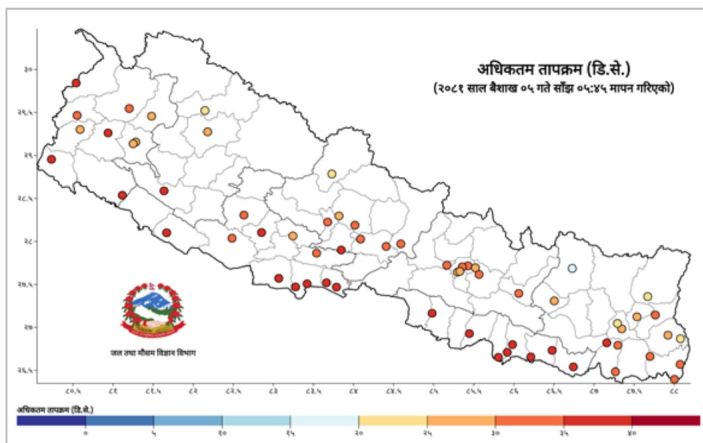 अधिकतम तापक्रम (डि.से.)
(२०८१ साल बैशाख ०५ गते साँझ ०५:४५ मापन गरिएको)
३०
२९.५
२९
२८.५
२८
२७.५
२७
२६.५
जल तथा मौसम विज्ञान विभाग
८०.५ ८१ ८१.५ ८२ ८२.५ ८३ ८३.५ ८४ ८४.५ ८५ ८५.५ ८६ ८६.५ ८७ ८७.५ ८८
अधिकतम तापक्रम (डि.से.)
० ५ १० १५ २० २५ ३० ३५ ४०